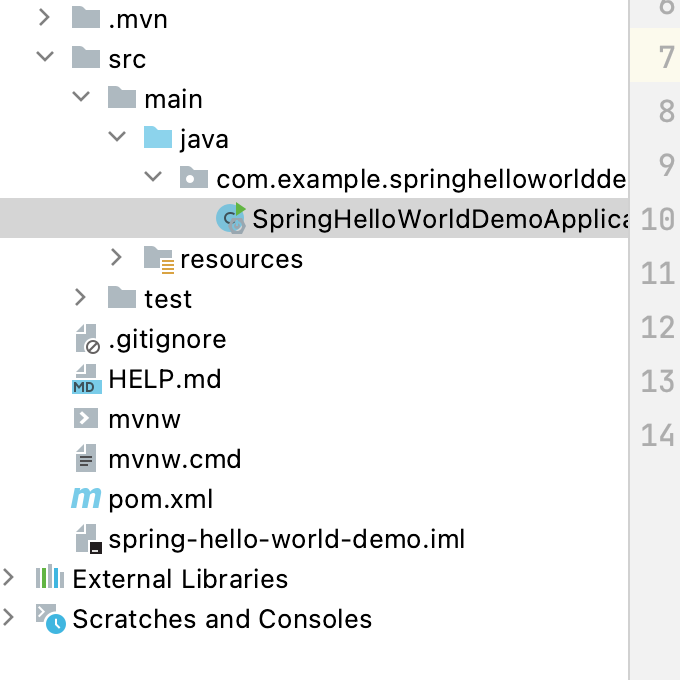 .mvn
src
main
java
com.example.springhelloworldde
SpringHelloWorldDemoApplica
resources
test
.gitignore
HELP.md
MD
mvnw
mvnw.cmd
m pom.xml
spring-hello-world-demo.iml
External Libraries
Scratches and Consoles
6
7
8
9
10
11
12
13
14